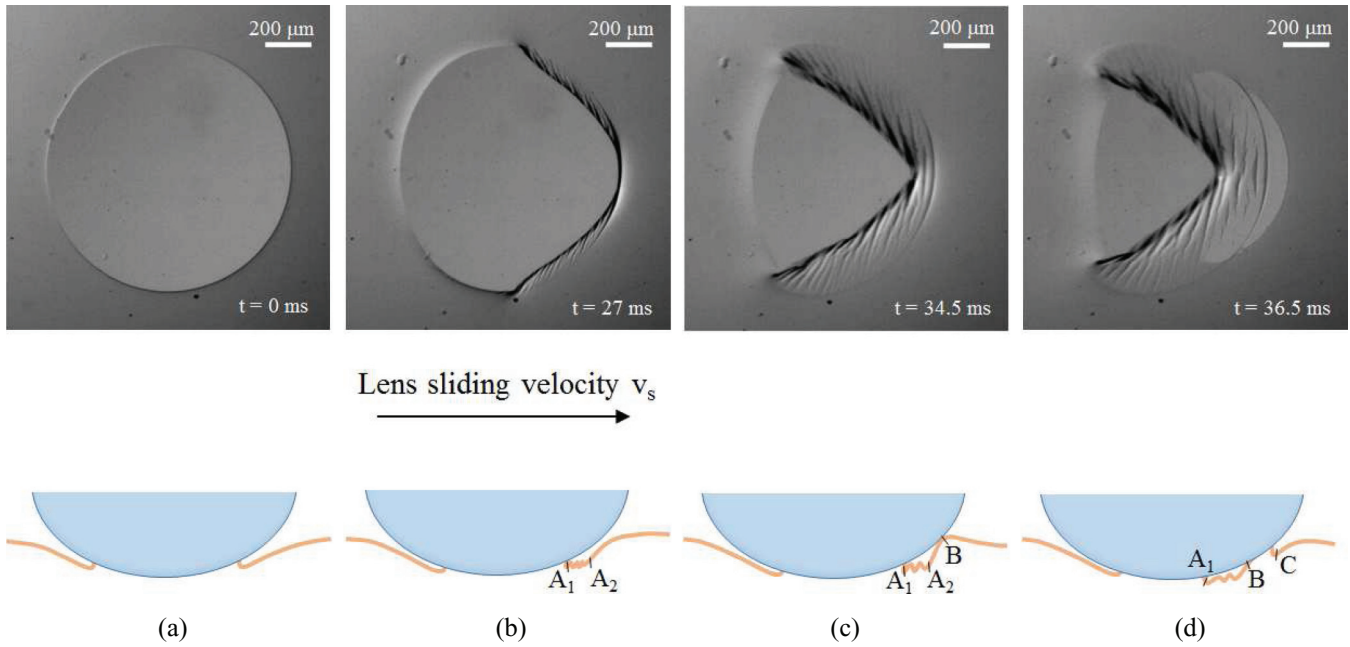 200 μm
200 μm
200 μm
200 μm
t = 0 ms
t = 27 ms
t = 34.5 ms
t = 36.5 ms
Lens sliding velocity vs
A1
A2
A1
A2
B
A1
B
C
(a)
(b)
(c)
(d)